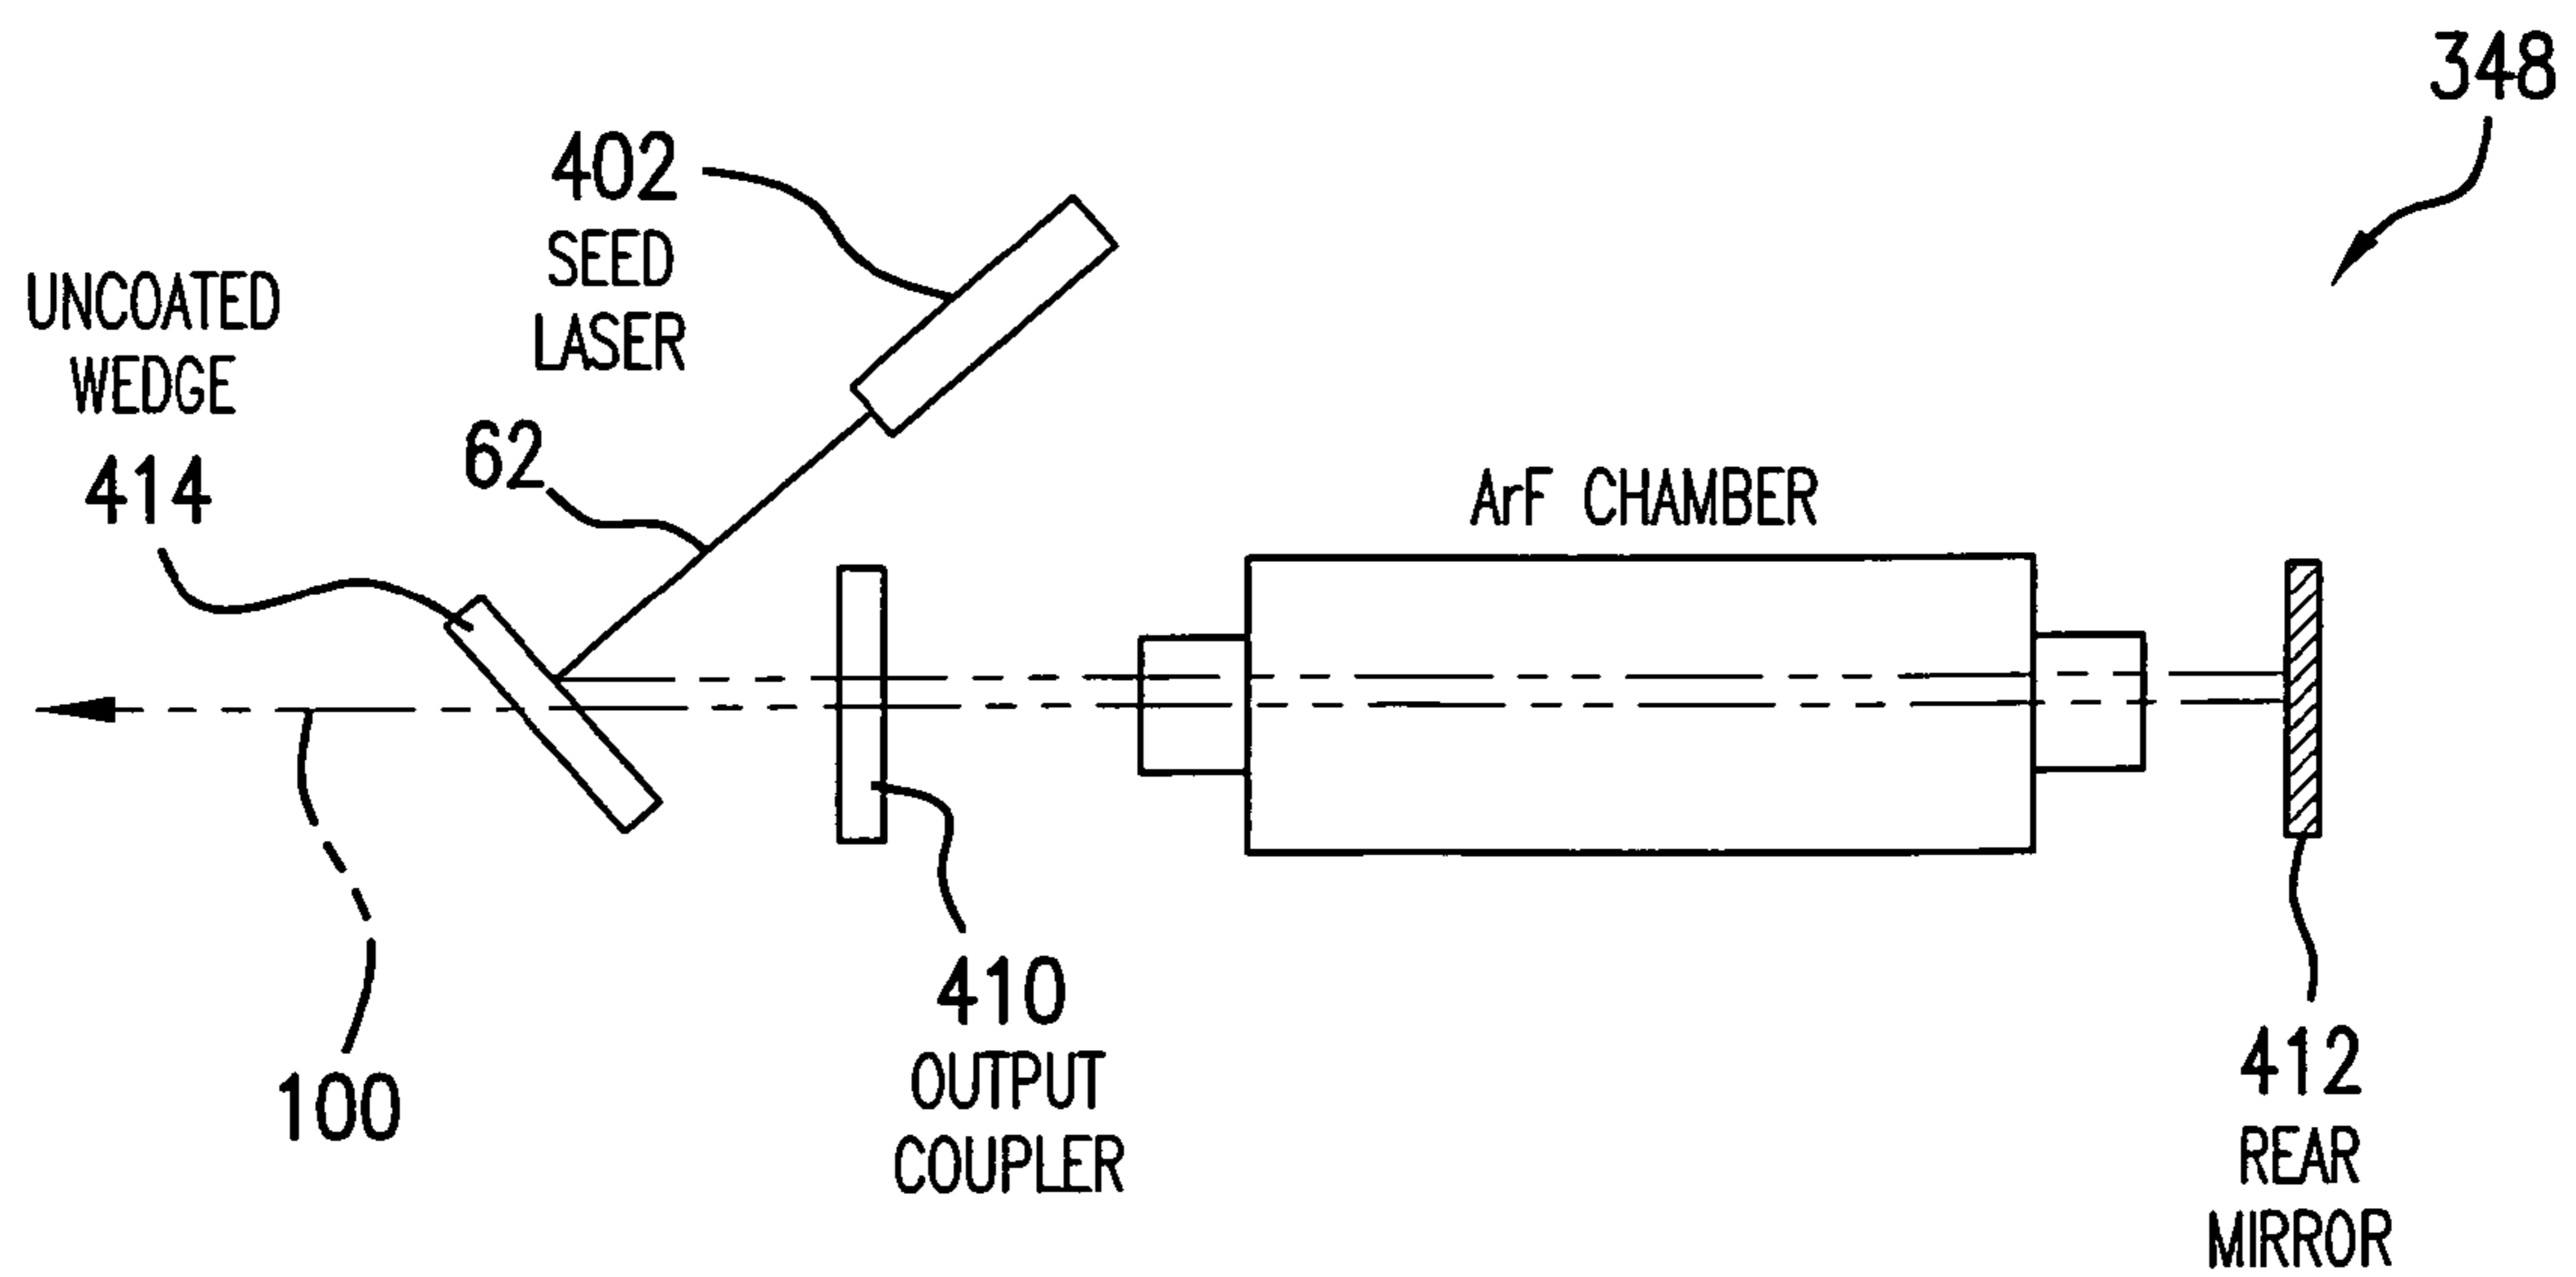 348
402
SEED
LASER
UNCOATED
WEDGE
414
62
ArF CHAMBER
410
OUTPUT
COUPLER
100
412
REAR
MIRROR